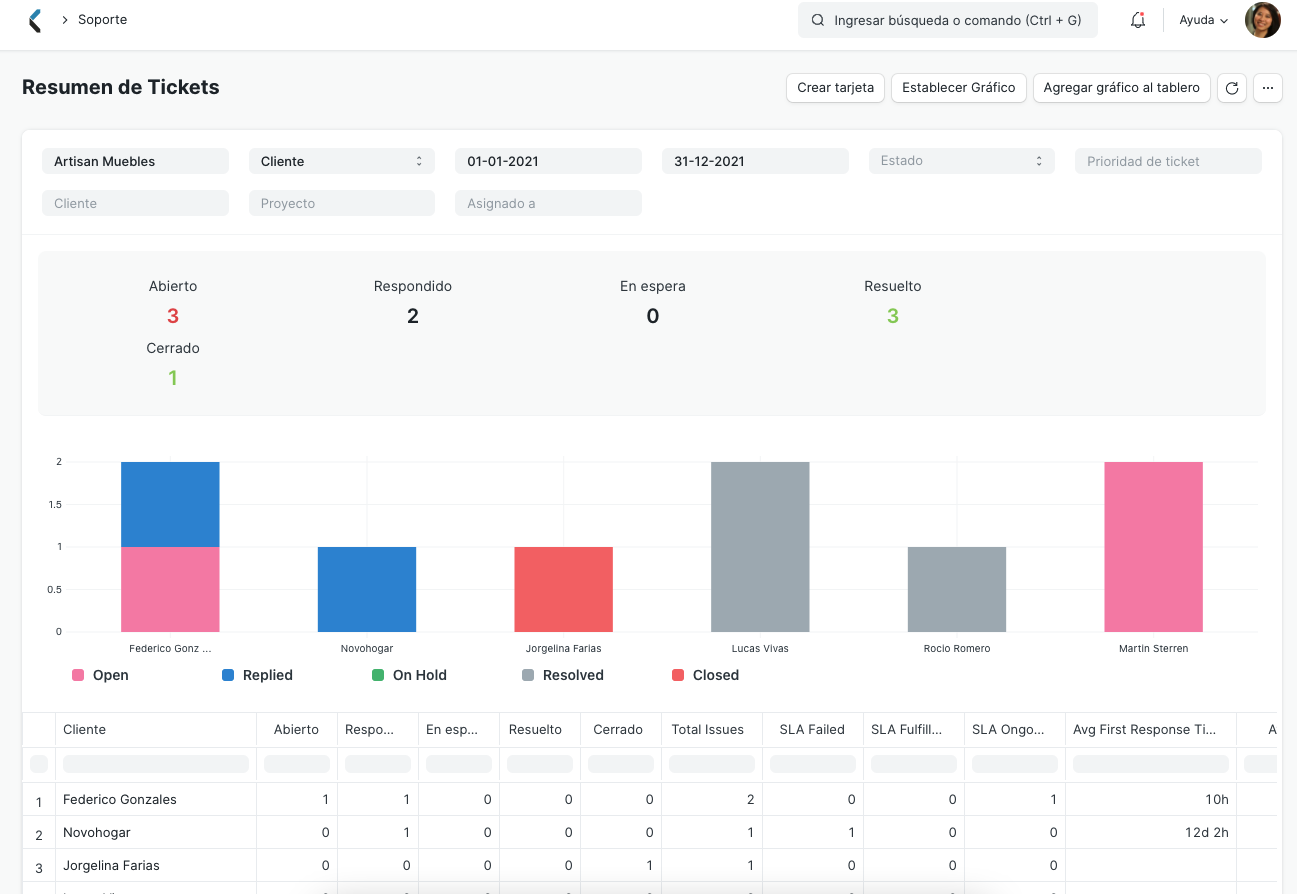 Soporte
Ingresar búsqueda o comando (Ctrl + G)
Ayuda
Resumen de Tickets
Crear tarjeta
Establecer Gráfico
Agregar gráfico al tablero
Artisan Muebles
Cliente
01-01-2021
31-12-2021
Estado
Prioridad de ticket
Cliente
Proyecto
Asignado a
Abierto
3
Respondido
2
En espera
0
Resuelto
3
Cerrado
1
2
1.5
1
0.5
0
Federico Gonz ...
Novohogar
Jorgelina Farias
Lucas Vivas
Rocío Romero
Martin Sterren
Open
Replied
On Hold
Resolved
Closed
Cliente Abierto Respo... En esp... Resuelto Cerrado Total Issues SLA Failed SLA Fulfill... SLA Ongo... Avg First Response Ti... A
1 Federico Gonzales 1 1 0 0 0 2 0 0 1 10h
2 Novohogar 0 1 0 0 0 1 1 0 0 12d 2h
3 Jorgelina Farias 0 0 0 0 1 1 0 0 0